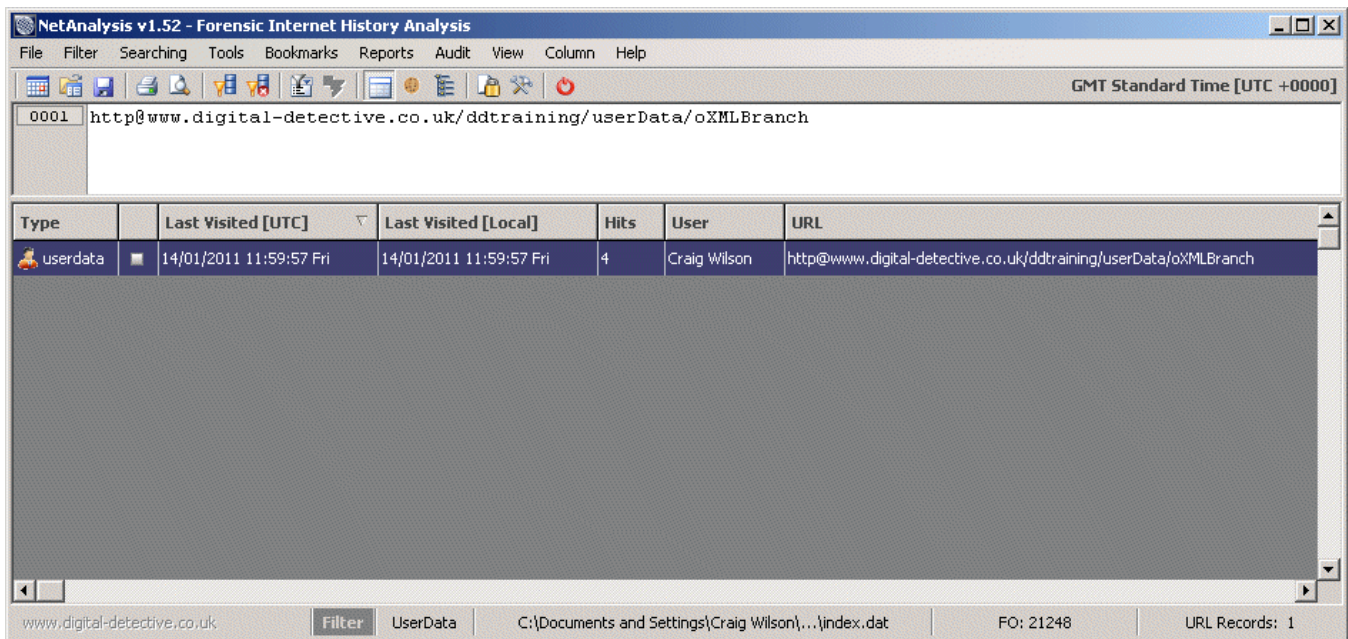 NetAnalysis v1.52 - Forensic Internet History Analysis
File Filter Searching Tools Bookmarks Reports Audit View Column Help
GMT Standard Time [UTC +0000]
0001 http@www.digital-detective.co.uk/ddtraining/userData/oXMLBranch
Type Last Visited [UTC] Last Visited [Local] Hits User URL
userdata 14/01/2011 11:59:57 Fri 14/01/2011 11:59:57 Fri 4 Craig Wilson http@www.digital-detective.co.uk/ddtraining/userData/oXMLBranch
www.digital-detective.co.uk Filter UserData C:\Documents and Settings\Craig Wilson\...\index.dat FO: 21248 URL Records: 1